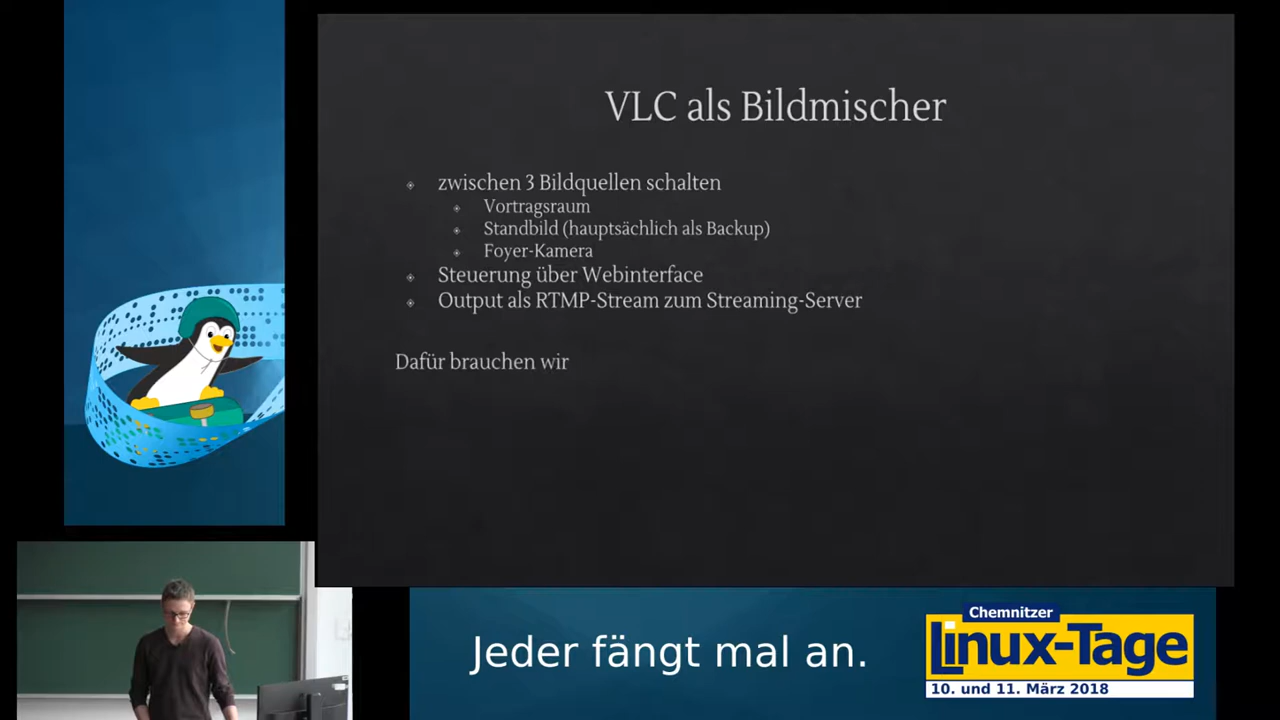 VLC als Bildmischer
zwischen 3 Bildquellen schalten
Vortragsraum
Standbild (hauptsächlich als Backup)
Foyer-Kamera
Steuerung über Webinterface
Output als RTMP-Stream zum Streaming-Server
Dafür brauchen wir
Jeder fängt mal an.
Chemnitzer
Linux-Tage
10. und 11. März 2018